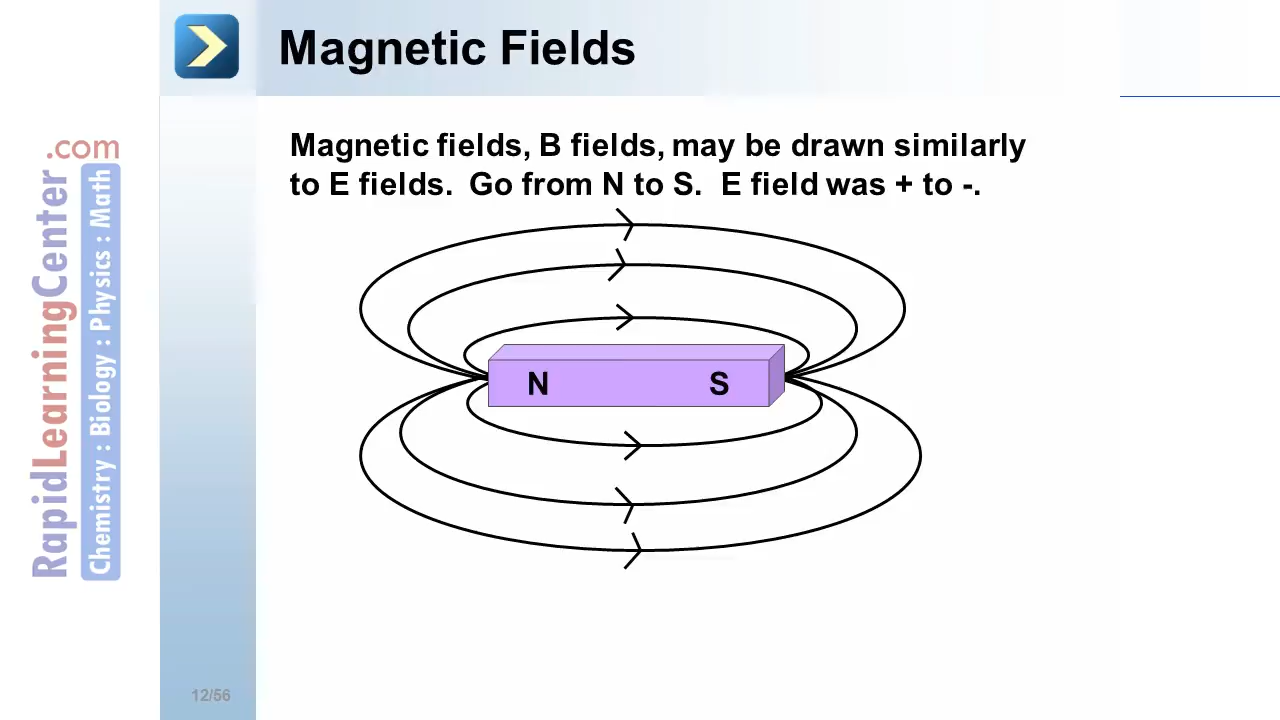 Magnetic Fields
Magnetic fields, B fields, may be drawn similarly
to E fields.  Go from N to S.  E field was + to -.
N
S
RapidLearningCenter
.com
Chemistry : Biology : Physics : Math
12/56